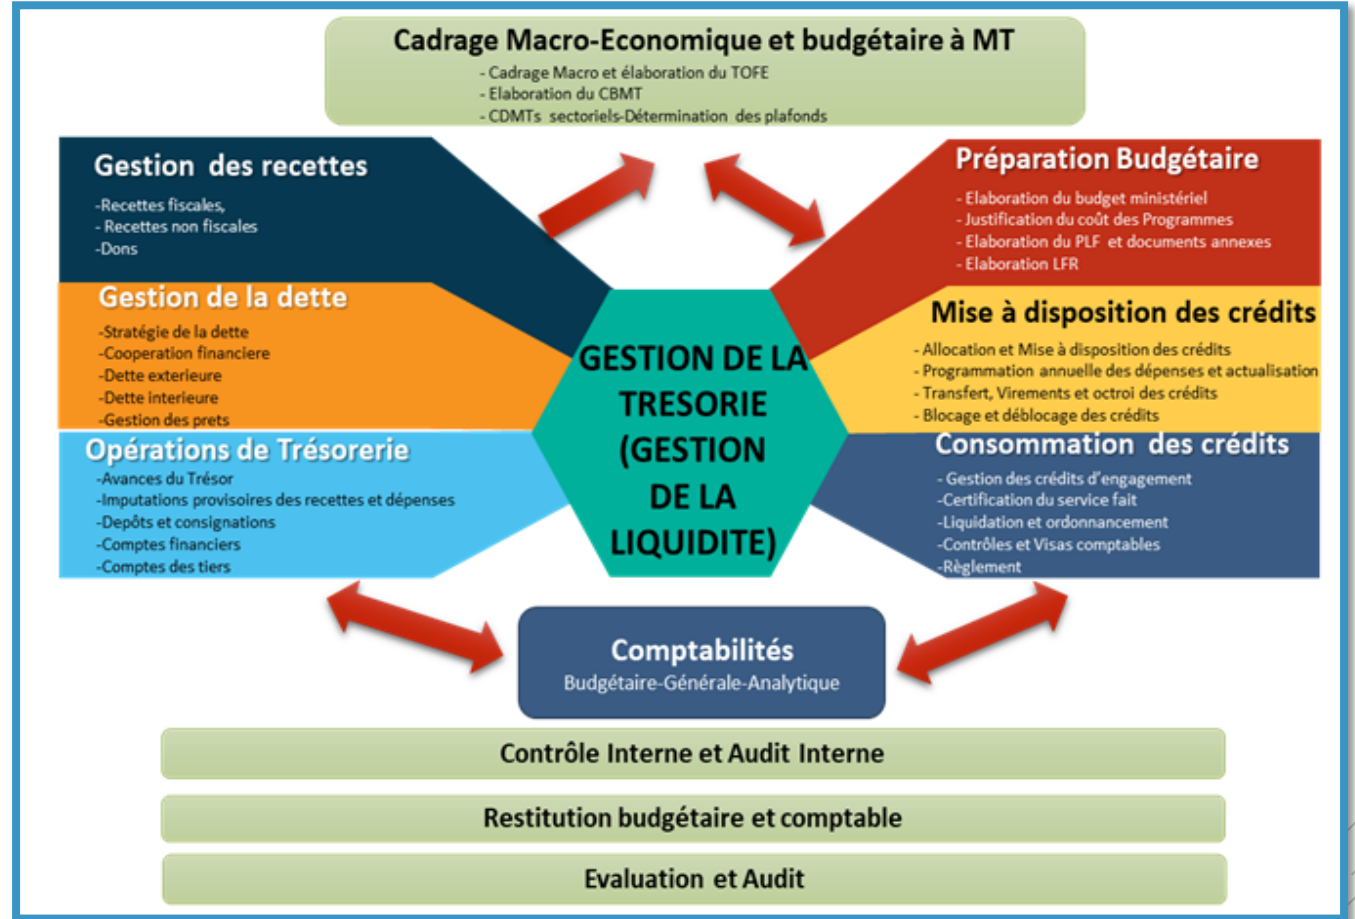 Cadrage Macro-Economique et budgétaire à MT
- Cadrage Macro et élaboration du TOFE
- Elaboration du CBMT
- CDMTs sectoriels-Détermination des plafonds
Gestion des recettes
-Recettes fiscales,
- Recettes non fiscales
-Dons
Gestion de la dette
-Stratégie de la dette
-Cooperation financiere
-Dette exterieure
-Dette interieure
-Gestion des prets
Opérations de Trésorerie
-Avances du Trésor
-Imputations provisoires des recettes et dépenses
-Depôts et consignations
-Comptes financiers
-Comptes des tiers
GESTION DE LA
TRESORIE
(GESTION
DE LA
LIQUIDITE)
Préparation Budgétaire
- Elaboration du budget ministériel
- Justification du coût des Programmes
- Elaboration du PLF et documents annexes
- Elaboration LFR
Mise à disposition des crédits
- Allocation et Mise à disposition des crédits
- Programmation annuelle des dépenses et actualisation
- Transfert, Virements et octroi des crédits
- Blocage et déblocage des crédits
Consommation des crédits
- Gestion des crédits d'engagement
-Certification du service fait
-Liquidation et ordonnancement
-Contrôles et Visas comptables
-Règlement
Comptabilités
Budgétaire-Générale-Analytique
Contrôle Interne et Audit Interne
Restitution budgétaire et comptable
Evaluation et Audit